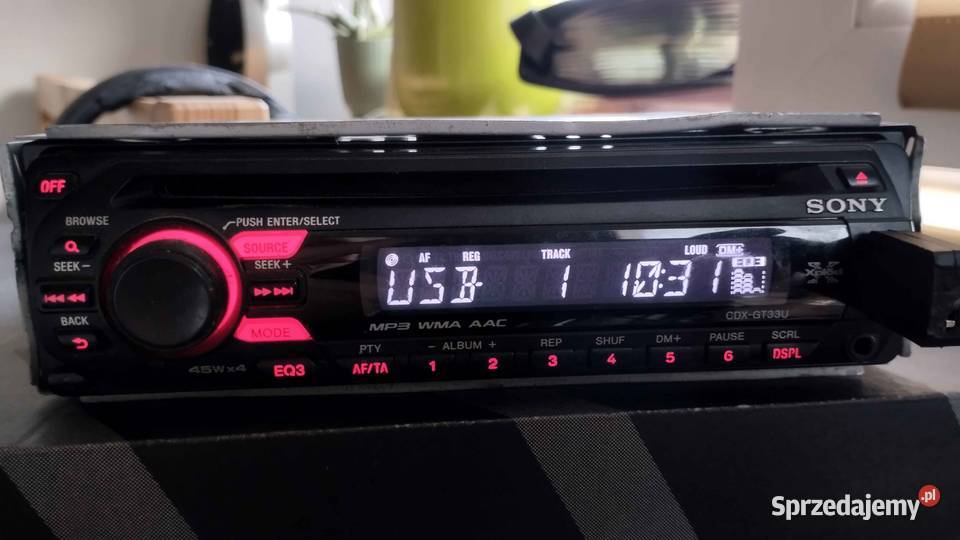 OFF
SONY
BROWSE
PUSH ENTER/SELECT
SOURCE
SEEK−
SEEK+
AF REG TRACK LOUD DM+
EQ3
USB 1 10:31
Xplod
BACK
MODE
MP3 WMA AAC
CDX-GT33U
45W x 4
EQ3
PTY
− ALBUM +
REP
SHUF
DM+
PAUSE
SCRL
AF/TA
1
2
3
4
5
6
DSPL
Sprzedajemy.pl